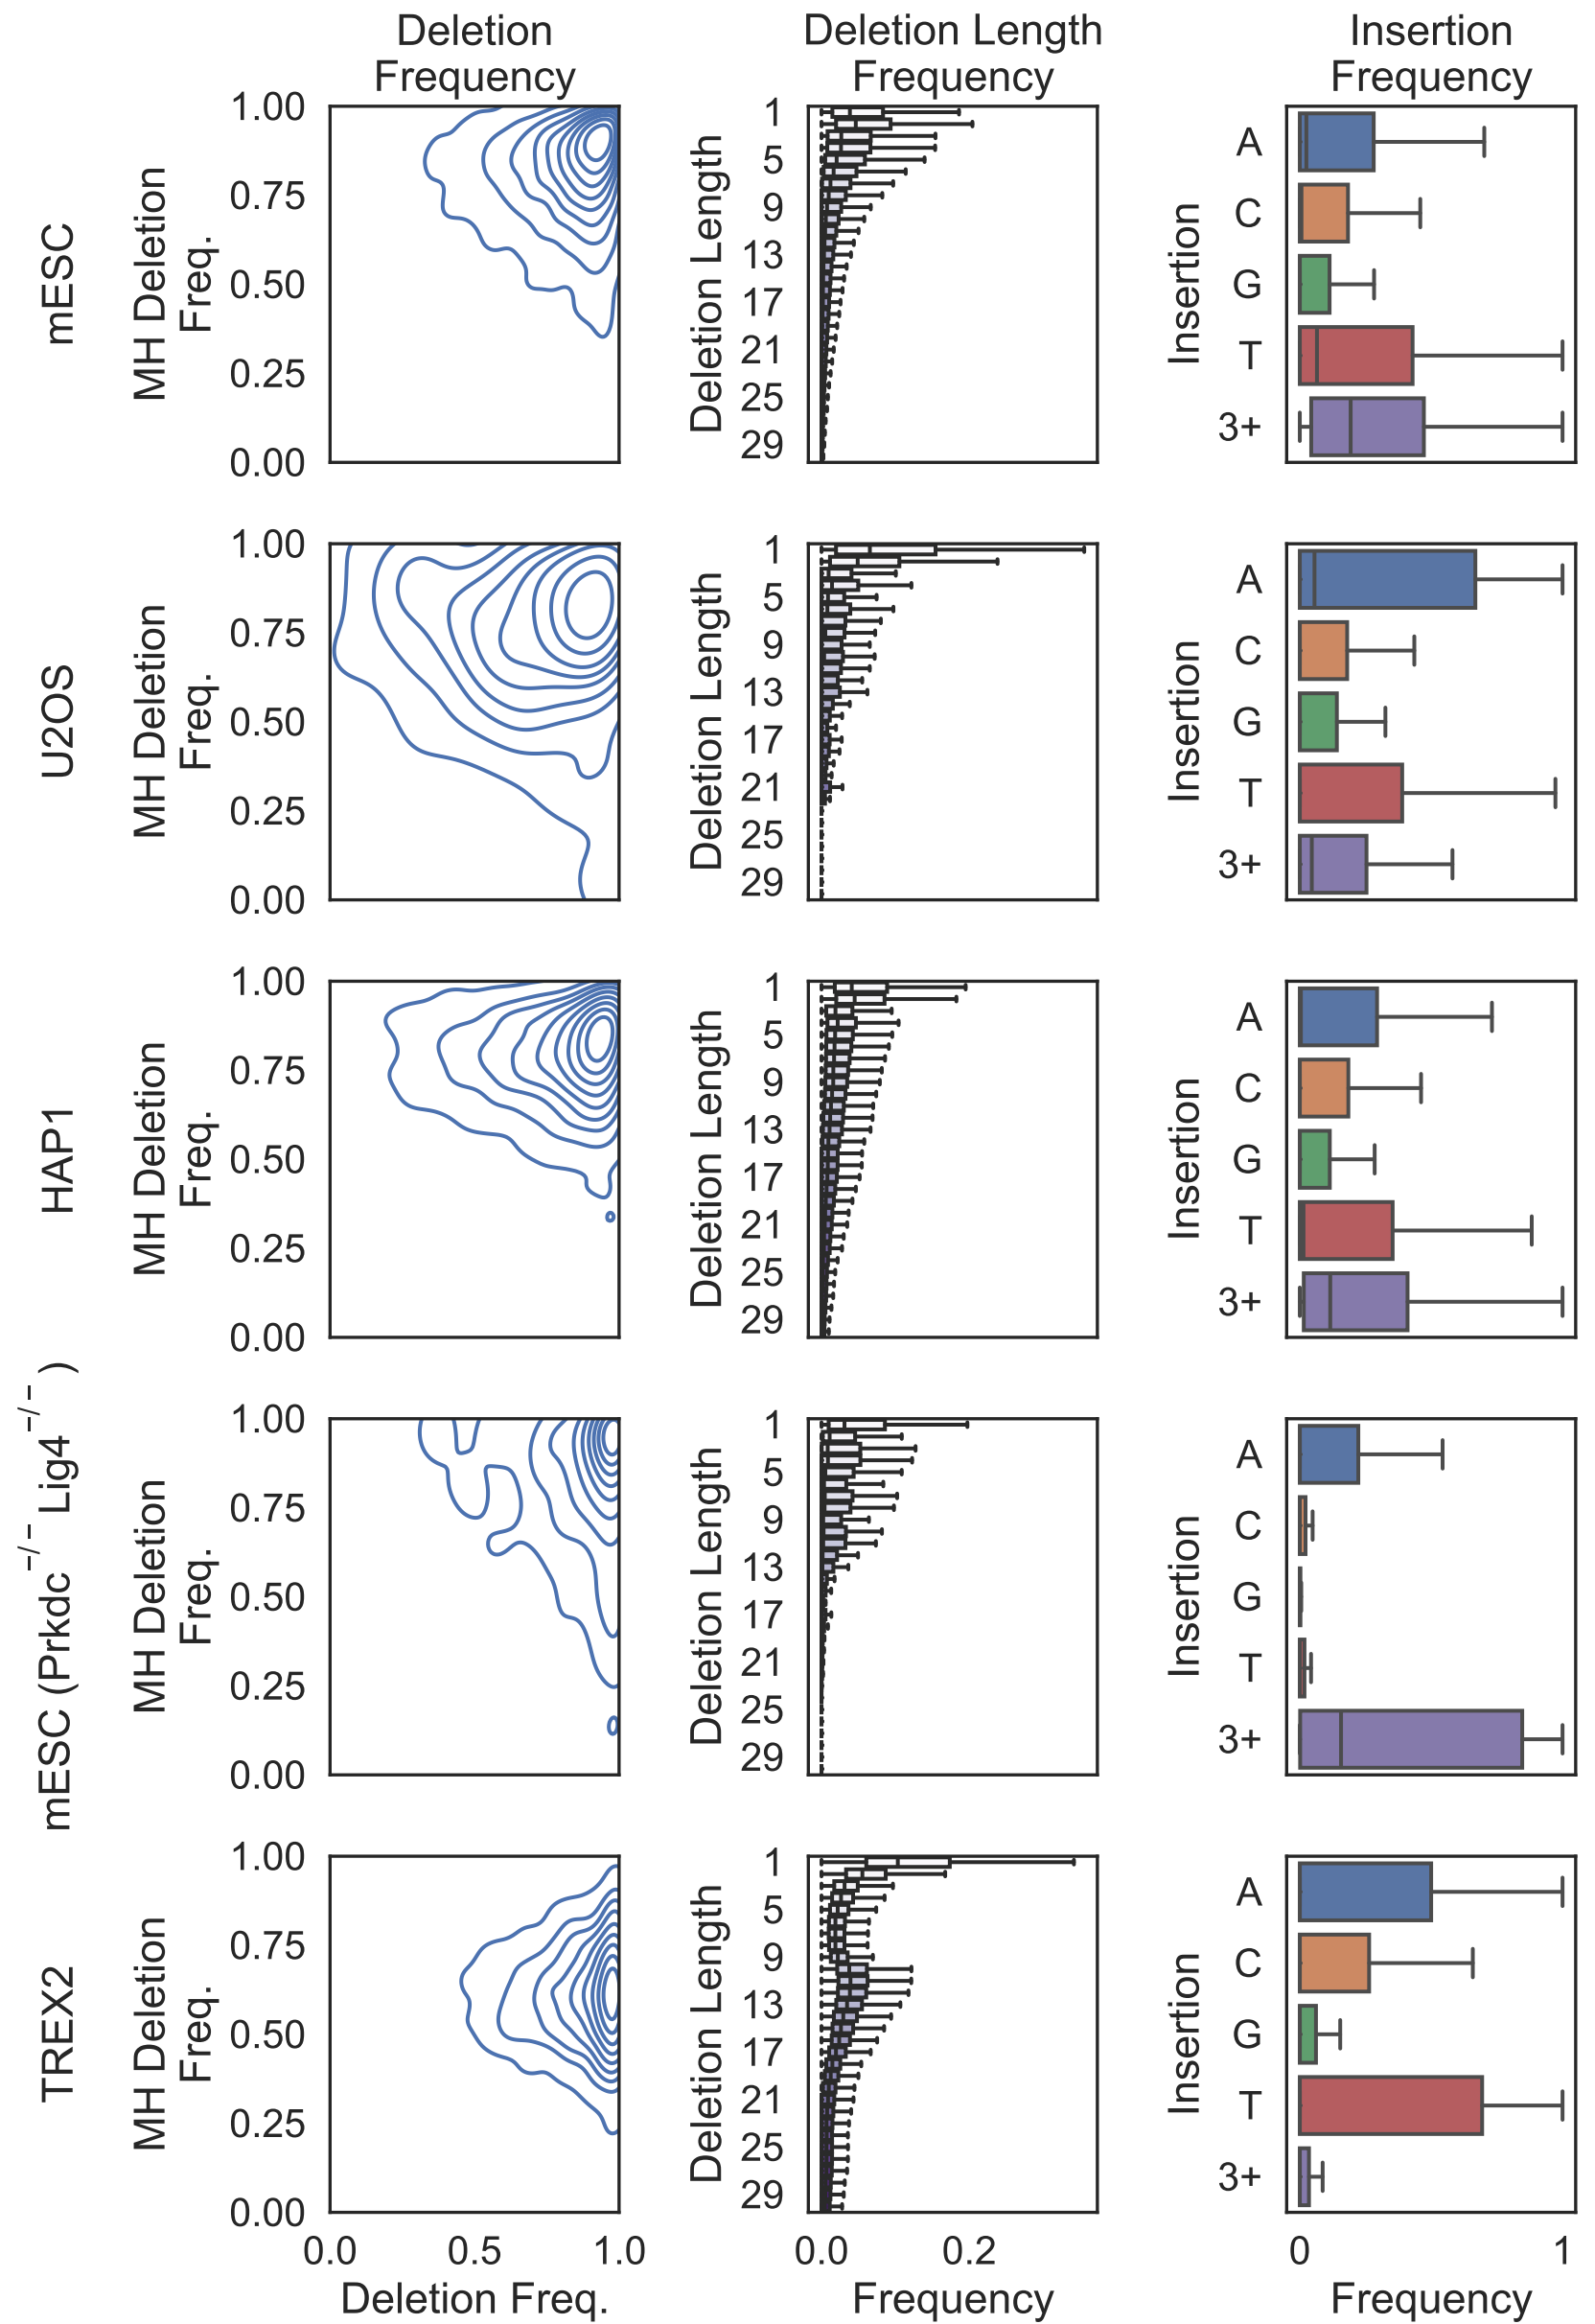 Deletion
Frequency
Deletion Length
Frequency
Insertion
Frequency
mESC
MH Deletion
Freq.
1.00
0.75
0.50
0.25
0.00
Deletion Length
1
5
9
13
17
21
25
29
Insertion
A
C
G
T
3+
U2OS
MH Deletion
Freq.
1.00
0.75
0.50
0.25
0.00
Deletion Length
1
5
9
13
17
21
25
29
Insertion
A
C
G
T
3+
HAP1
MH Deletion
Freq.
1.00
0.75
0.50
0.25
0.00
Deletion Length
1
5
9
13
17
21
25
29
Insertion
A
C
G
T
3+
mESC (Prkdc⁻/⁻ Lig4⁻/⁻)
MH Deletion
Freq.
1.00
0.75
0.50
0.25
0.00
Deletion Length
1
5
9
13
17
21
25
29
Insertion
A
C
G
T
3+
TREX2
MH Deletion
Freq.
1.00
0.75
0.50
0.25
0.00
0.0 0.5 1.0
Deletion Freq.
Deletion Length
1
5
9
13
17
21
25
29
0.0 0.2
Frequency
Insertion
A
C
G
T
3+
0 1
Frequency